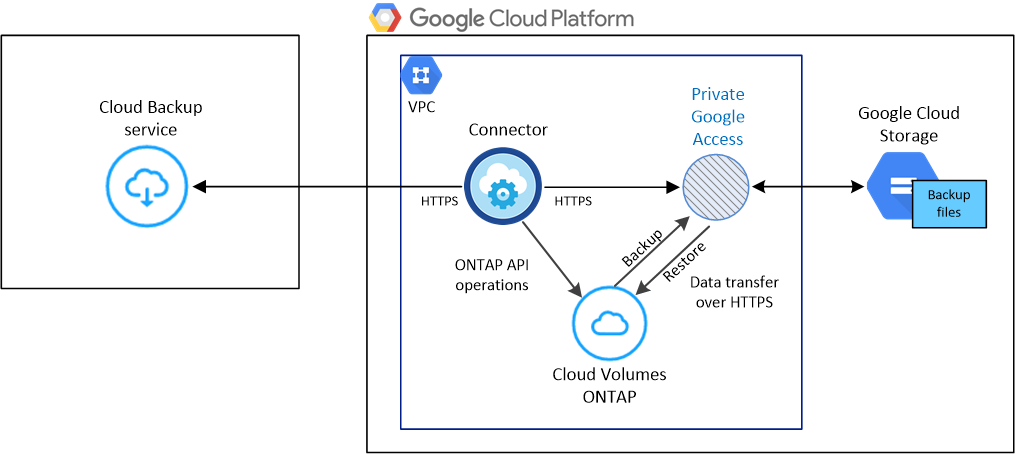 Google Cloud Platform
Cloud Backup
service
VPC
Connector
Private
Google
Access
Google Cloud
Storage
Backup
files
HTTPS
HTTPS
ONTAP API
operations
Backup
Restore
Data transfer
over HTTPS
Cloud Volumes
ONTAP